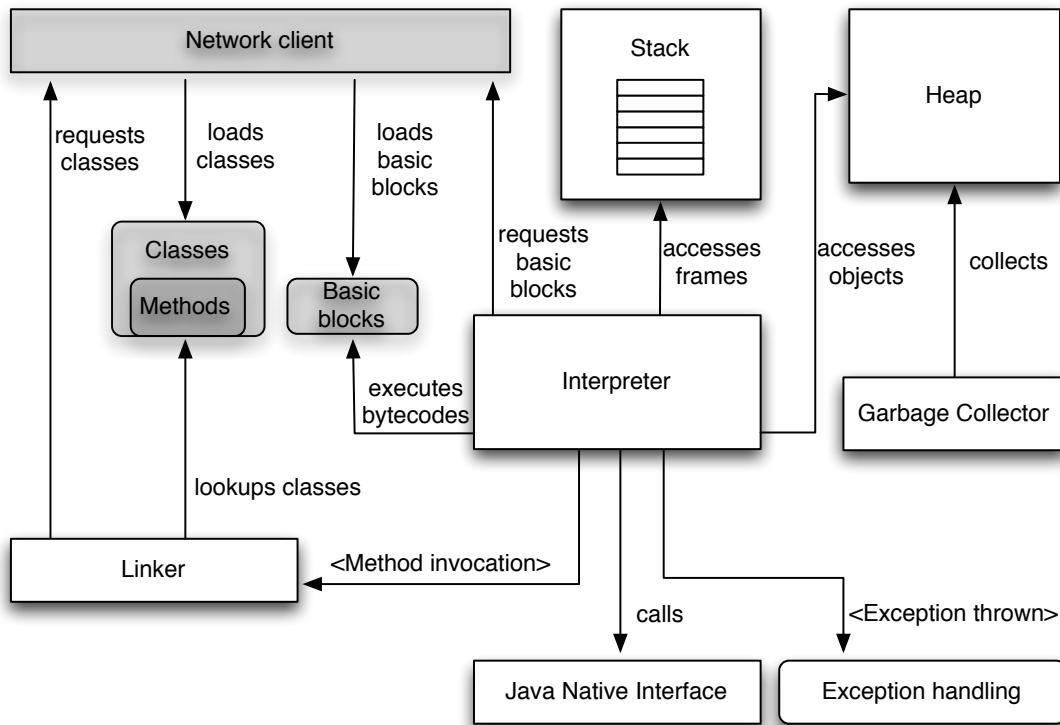 Network client
Stack
Heap
requests
classes
loads
classes
loads
basic
blocks
requests
basic
blocks
accesses
frames
accesses
objects
collects
Classes
Methods
Basic
blocks
Interpreter
Garbage Collector
executes
bytecodes
lookups classes
Linker
<Method invocation>
calls
<Exception thrown>
Java Native Interface
Exception handling